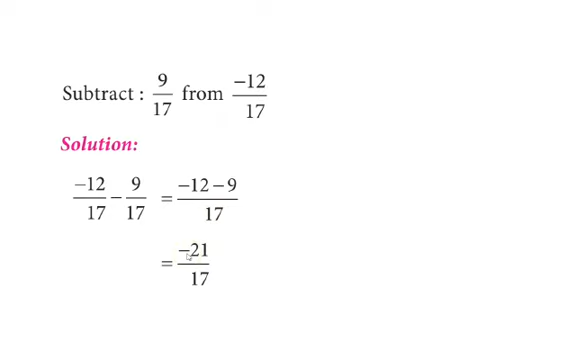 Subtract : 9/17 from −12/17
Solution:
−12/17 − 9/17 = −12 − 9/17
= −21/17